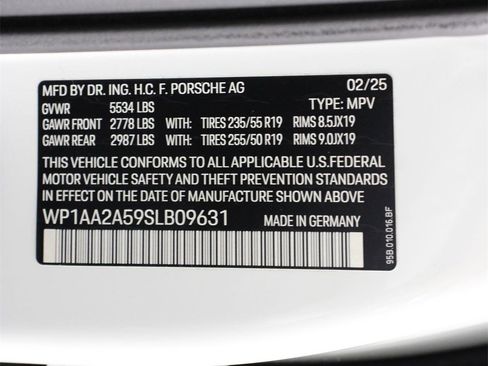 MFD BY DR. ING. H.C. F. PORSCHE AG 02/25
GVWR 5534 LBS TYPE: MPV
GAWR FRONT 2778 LBS WITH: TIRES 235/55 R19 RIMS 8.5JX19
GAWR REAR 2987 LBS WITH: TIRES 255/50 R19 RIMS 9.0JX19
THIS VEHICLE CONFORMS TO ALL APPLICABLE U.S.FEDERAL
MOTOR VEHICLE SAFETY AND THEFT PREVENTION STANDARDS
IN EFFECT ON THE DATE OF MANUFACTURE SHOWN ABOVE.
WP1AA2A59SLB09631 MADE IN GERMANY
95B.010.016.BF